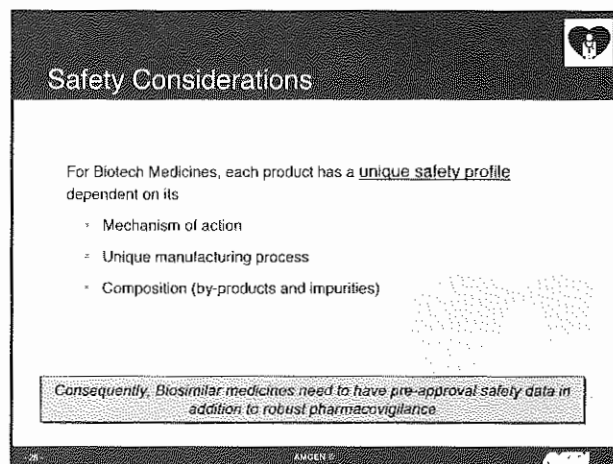 Safety Considerations
For Biotech Medicines, each product has a unique safety profile
dependent on its
Mechanism of action
Unique manufacturing process
Composition (by-products and impurities)
Consequently, Biosimilar medicines need to have pre-approval safety data in
addition to robust pharmacovigilance
AMGEN ®